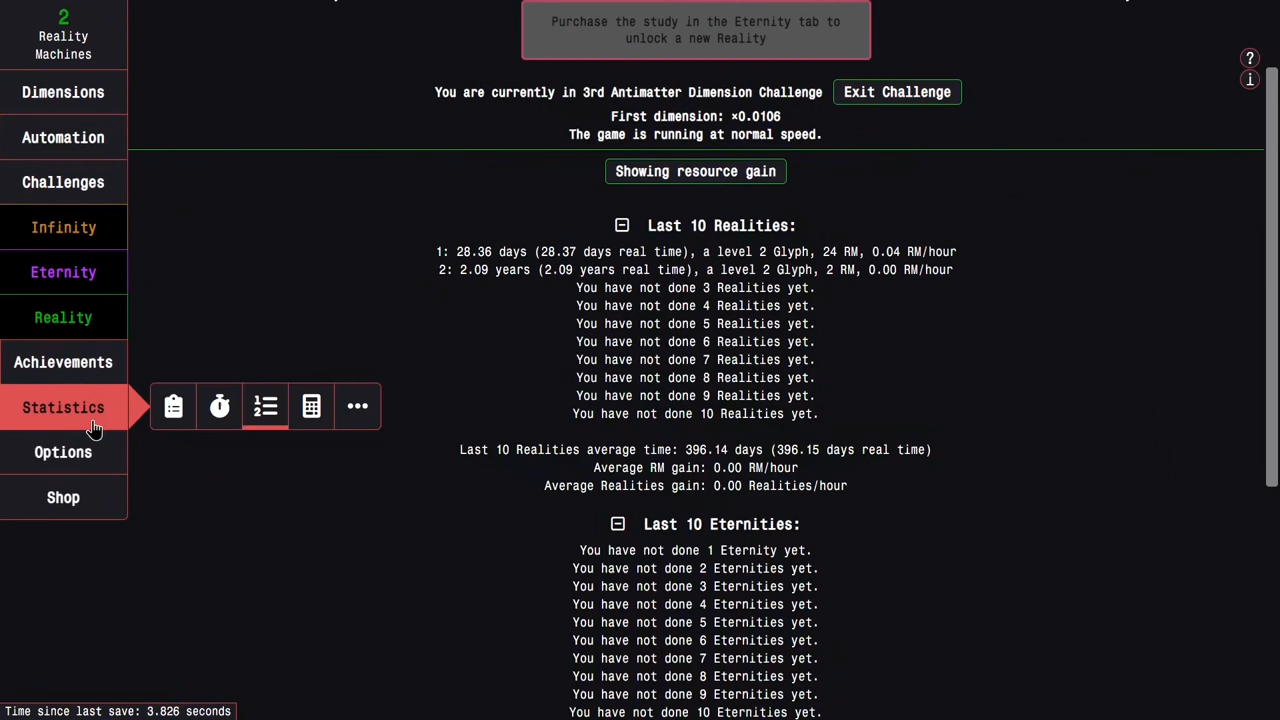 2
Reality
Machines
Dimensions
Automation
Challenges
Infinity
Eternity
Reality
Achievements
Statistics
Options
Shop
Purchase the study in the Eternity tab to
unlock a new Reality
?
i
You are currently in 3rd Antimatter Dimension Challenge Exit Challenge
First dimension: ×0.0106
The game is running at normal speed.
Showing resource gain
Last 10 Realities:
1: 28.36 days (28.37 days real time), a level 2 Glyph, 24 RM, 0.04 RM/hour
2: 2.09 years (2.09 years real time), a level 2 Glyph, 2 RM, 0.00 RM/hour
You have not done 3 Realities yet.
You have not done 4 Realities yet.
You have not done 5 Realities yet.
You have not done 6 Realities yet.
You have not done 7 Realities yet.
You have not done 8 Realities yet.
You have not done 9 Realities yet.
You have not done 10 Realities yet.
Last 10 Realities average time: 396.14 days (396.15 days real time)
Average RM gain: 0.00 RM/hour
Average Realities gain: 0.00 Realities/hour
Last 10 Eternities:
You have not done 1 Eternity yet.
You have not done 2 Eternities yet.
You have not done 3 Eternities yet.
You have not done 4 Eternities yet.
You have not done 5 Eternities yet.
You have not done 6 Eternities yet.
You have not done 7 Eternities yet.
You have not done 8 Eternities yet.
You have not done 9 Eternities yet.
You have not done 10 Eternities yet.
Time since last save: 3.826 seconds